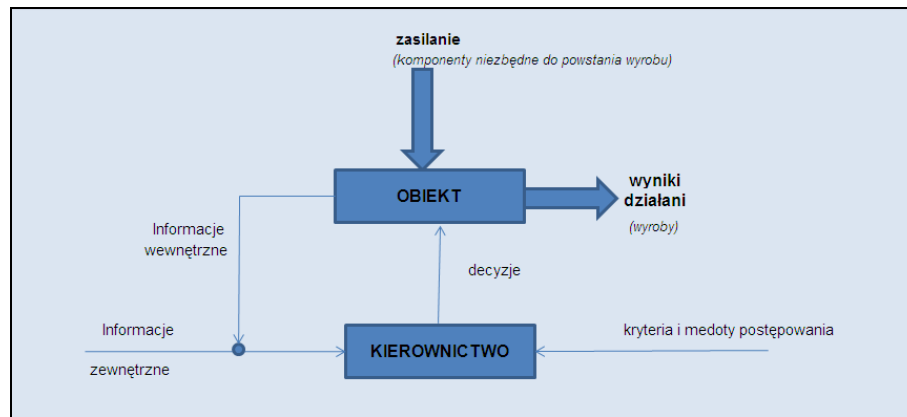 zasilanie
(komponenty niezbędne do powstania wyrobu)
OBIEKT
wyniki
działani
(wyroby)
Informacje
wewnętrzne
decyzje
Informacje
zewnętrzne
KIEROWNICTWO
kryteria i medoty postępowania